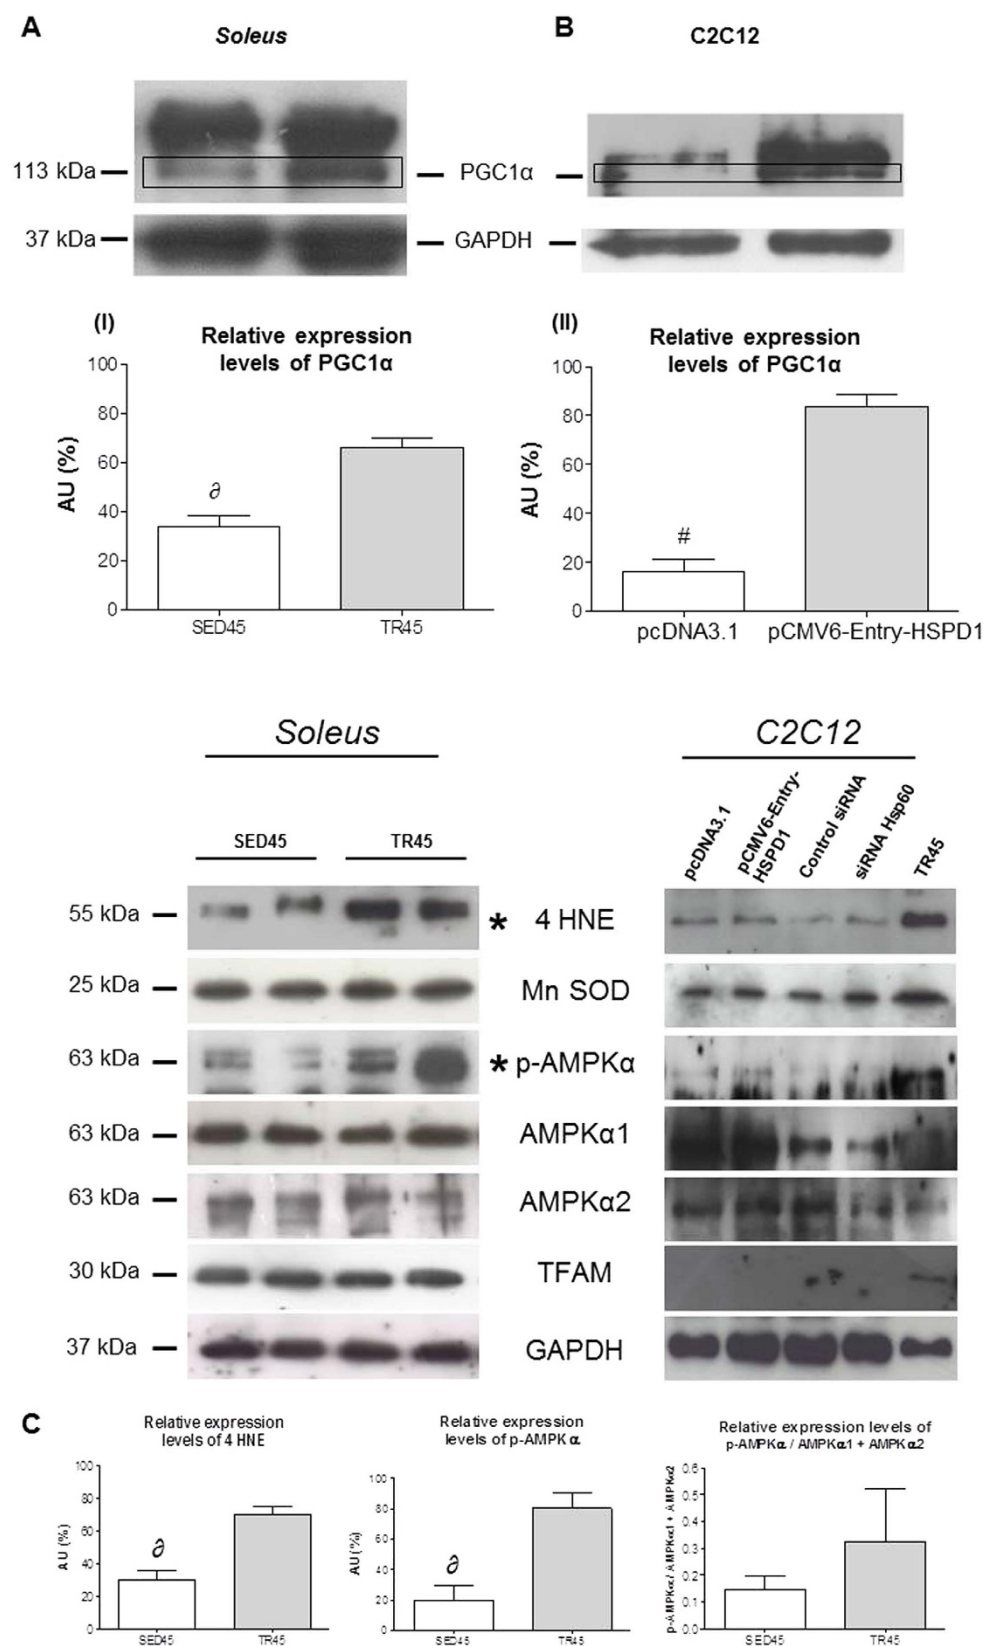 A
Soleus
B
C2C12
113 kDa
PGC1α
37 kDa
GAPDH
(I)
Relative expression
levels of PGC1α
AU (%)
100
80
60
40
20
0
∂
SED45
TR45
(II)
Relative expression
levels of PGC1α
AU (%)
100
80
60
40
20
0
#
pcDNA3.1
pCMV6-Entry-HSPD1
Soleus
C2C12
SED45
TR45
pcDNA3.1
pCMV6-Entry-
HSPD1
Control siRNA
siRNA Hsp60
TR45
55 kDa
* 4 HNE
25 kDa
Mn SOD
63 kDa
* p-AMPKα
63 kDa
AMPKα1
63 kDa
AMPKα2
30 kDa
TFAM
37 kDa
GAPDH
C
Relative expression
levels of 4 HNE
AU (%)
100
80
60
40
20
0
∂
SED45
TR45
Relative expression
levels of p-AMPKα
AU (%)
100
80
60
40
20
0
∂
SED45
TR45
Relative expression levels of
p-AMPKα / AMPKα1 + AMPKα2
p-AMPKα/ AMPKα1 + AMPKα2
0.6
0.5
0.4
0.3
0.2
0.1
0.0
SED45
TR45